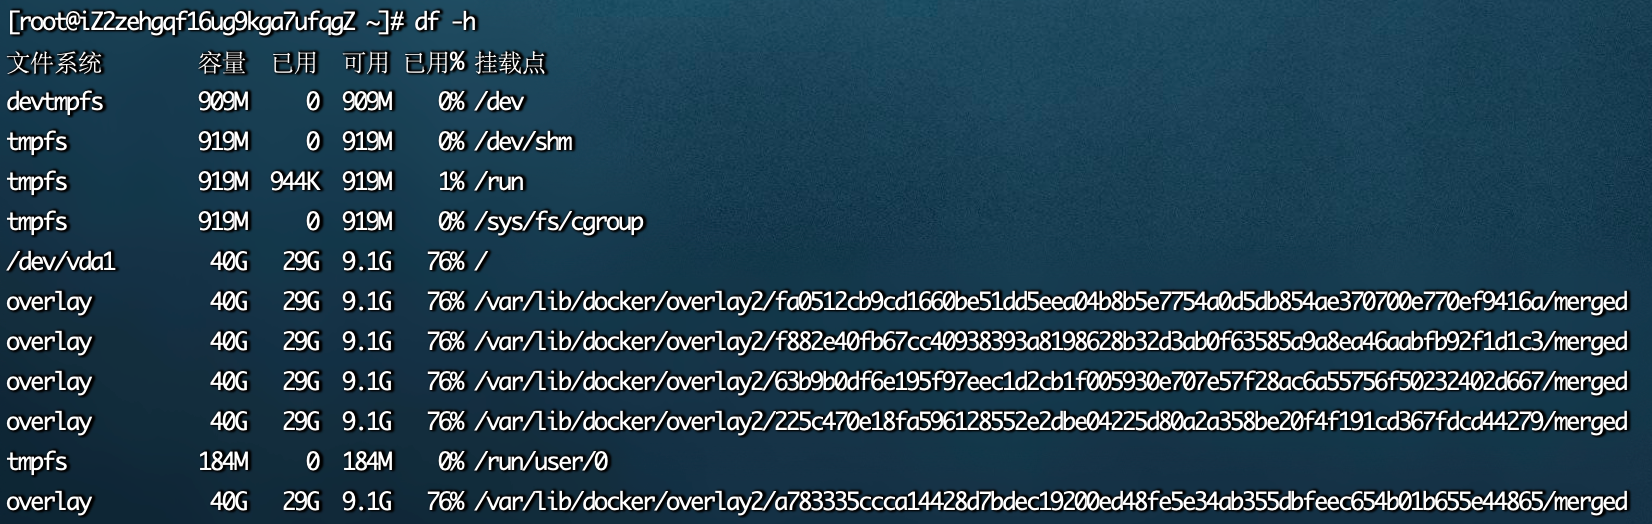 [root@iZ2zehgqf16ug9kga7ufqgZ ~]# df -h
文件系统 容量 已用 可用 已用% 挂载点
devtmpfs 909M 0 909M 0% /dev
tmpfs 919M 0 919M 0% /dev/shm
tmpfs 919M 944K 919M 1% /run
tmpfs 919M 0 919M 0% /sys/fs/cgroup
/dev/vda1 40G 29G 9.1G 76% /
overlay 40G 29G 9.1G 76% /var/lib/docker/overlay2/fa0512cb9cd1660be51dd5eea04b8b5e7754a0d5db854ae370700e770ef9416a/merged
overlay 40G 29G 9.1G 76% /var/lib/docker/overlay2/f882e40fb67cc40938393a8198628b32d3ab0f63585a9a8ea46aabfb92f1d1c3/merged
overlay 40G 29G 9.1G 76% /var/lib/docker/overlay2/63b9b0df6e195f97eec1d2cb1f005930e707e57f28ac6a55756f50232402d667/merged
overlay 40G 29G 9.1G 76% /var/lib/docker/overlay2/225c470e18fa596128552e2dbe04225d80a2a358be20f4f191cd367fdcd44279/merged
tmpfs 184M 0 184M 0% /run/user/0
overlay 40G 29G 9.1G 76% /var/lib/docker/overlay2/a783335ccca14428d7bdec19200ed48fe5e34ab355dbfeec654b01b655e44865/merged